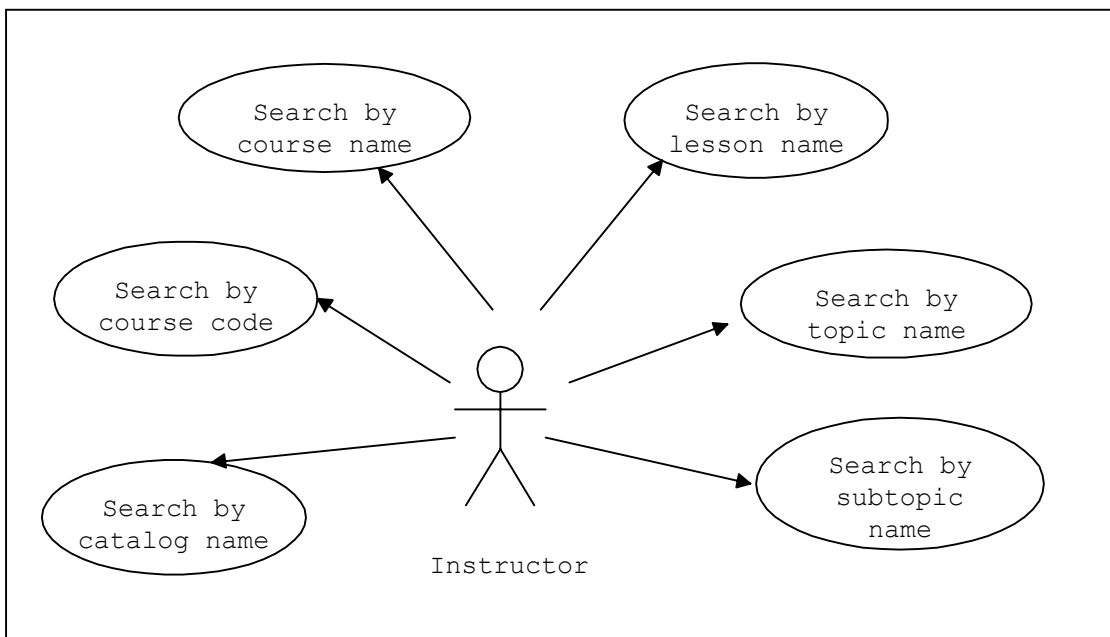 Search by
course name
Search by
lesson name
Search by
course code
Search by
topic name
Search by
catalog name
Search by
subtopic
name
Instructor